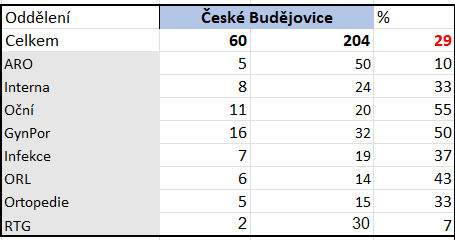 Oddělení České Budějovice %
Celkem 60 204 29
ARO 5 50 10
Interna 8 24 33
Oční 11 20 55
GynPor 16 32 50
Infekce 7 19 37
ORL 6 14 43
Ortopedie 5 15 33
RTG 2 30 7